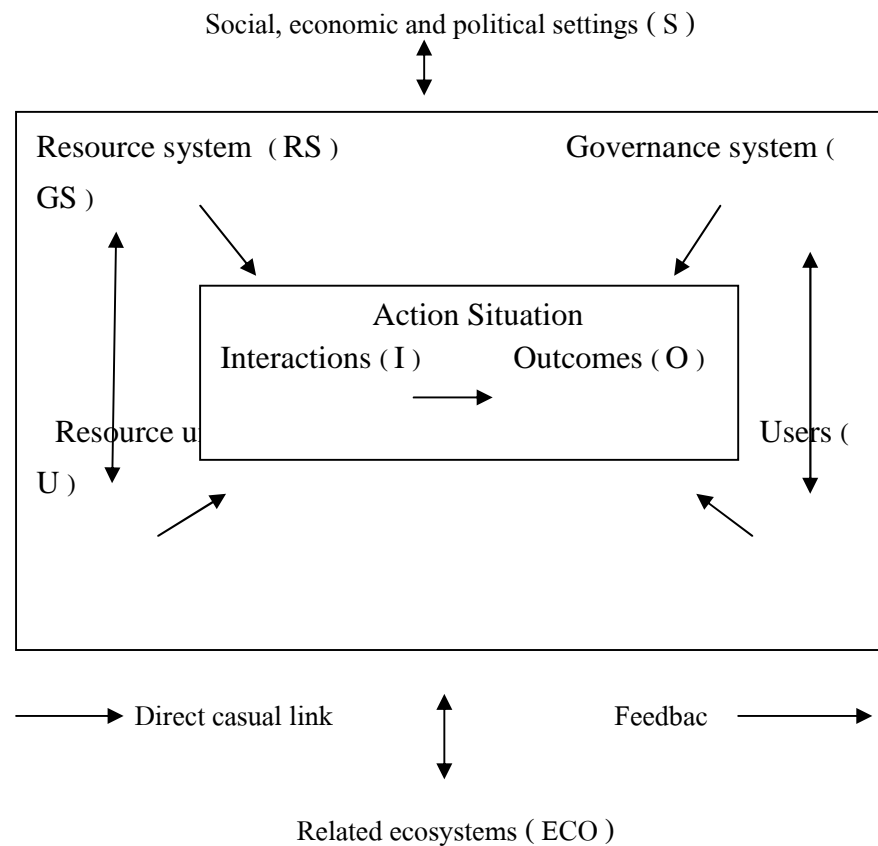 Social, economic and political settings ( S )
Resource system ( RS ) Governance system (
GS )
Action Situation
Interactions ( I ) Outcomes ( O )
Resource Users (
U )
Direct casual link Feedbac
Related ecosystems ( ECO )